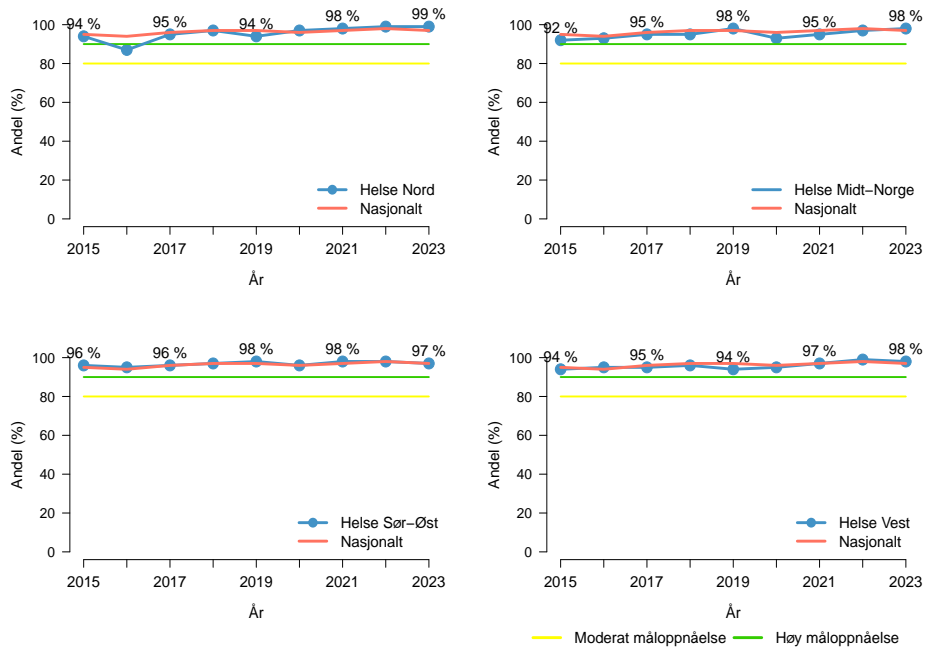 94 % 95 % 94 % 98 % 99 %
100
80
60
40
20
0
Andel (%)
Helse Nord
Nasjonalt
2015 2017 2019 2021 2023
År
92 % 95 % 98 % 95 % 98 %
100
80
60
40
20
0
Andel (%)
Helse Midt−Norge
Nasjonalt
2015 2017 2019 2021 2023
År
96 % 96 % 98 % 98 % 97 %
100
80
60
40
20
0
Andel (%)
Helse Sør−Øst
Nasjonalt
2015 2017 2019 2021 2023
År
94 % 95 % 94 % 97 % 98 %
100
80
60
40
20
0
Andel (%)
Helse Vest
Nasjonalt
2015 2017 2019 2021 2023
År
Moderat måloppnåelse Høy måloppnåelse